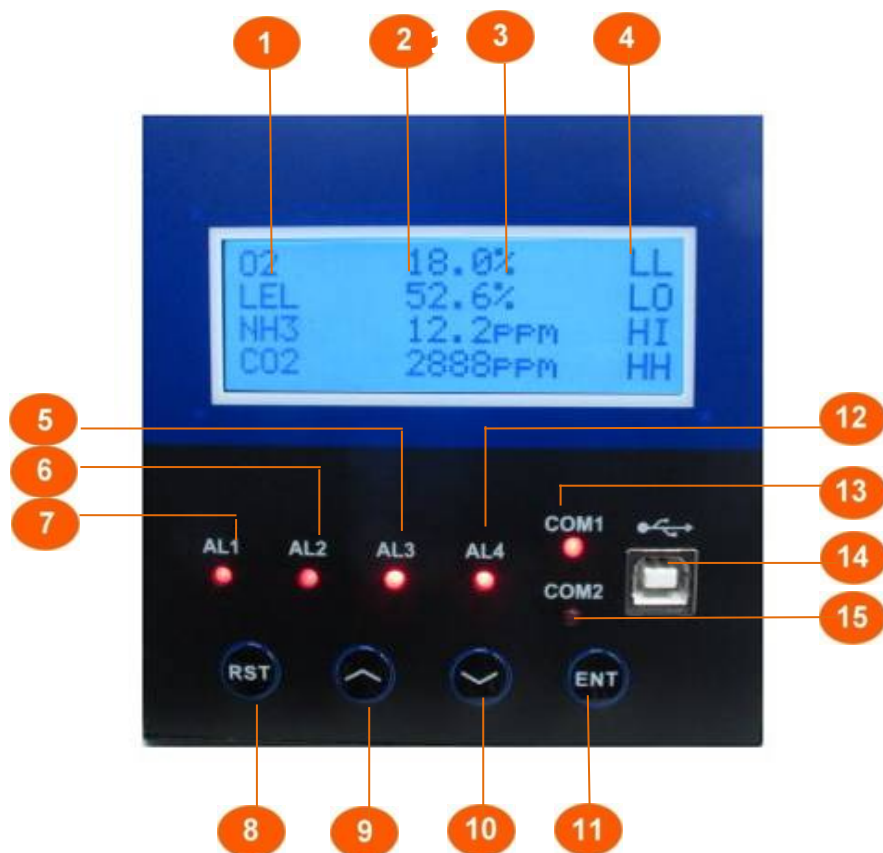 1 2 3 4
O2 18.0% LL
LEL 52.6% LO
NH3 12.2ppm HI
CO2 2888ppm HH
5 12
6 13
7 COM1
AL1 AL2 AL3 AL4 14
COM2 15
RST ENT
8 9 10 11